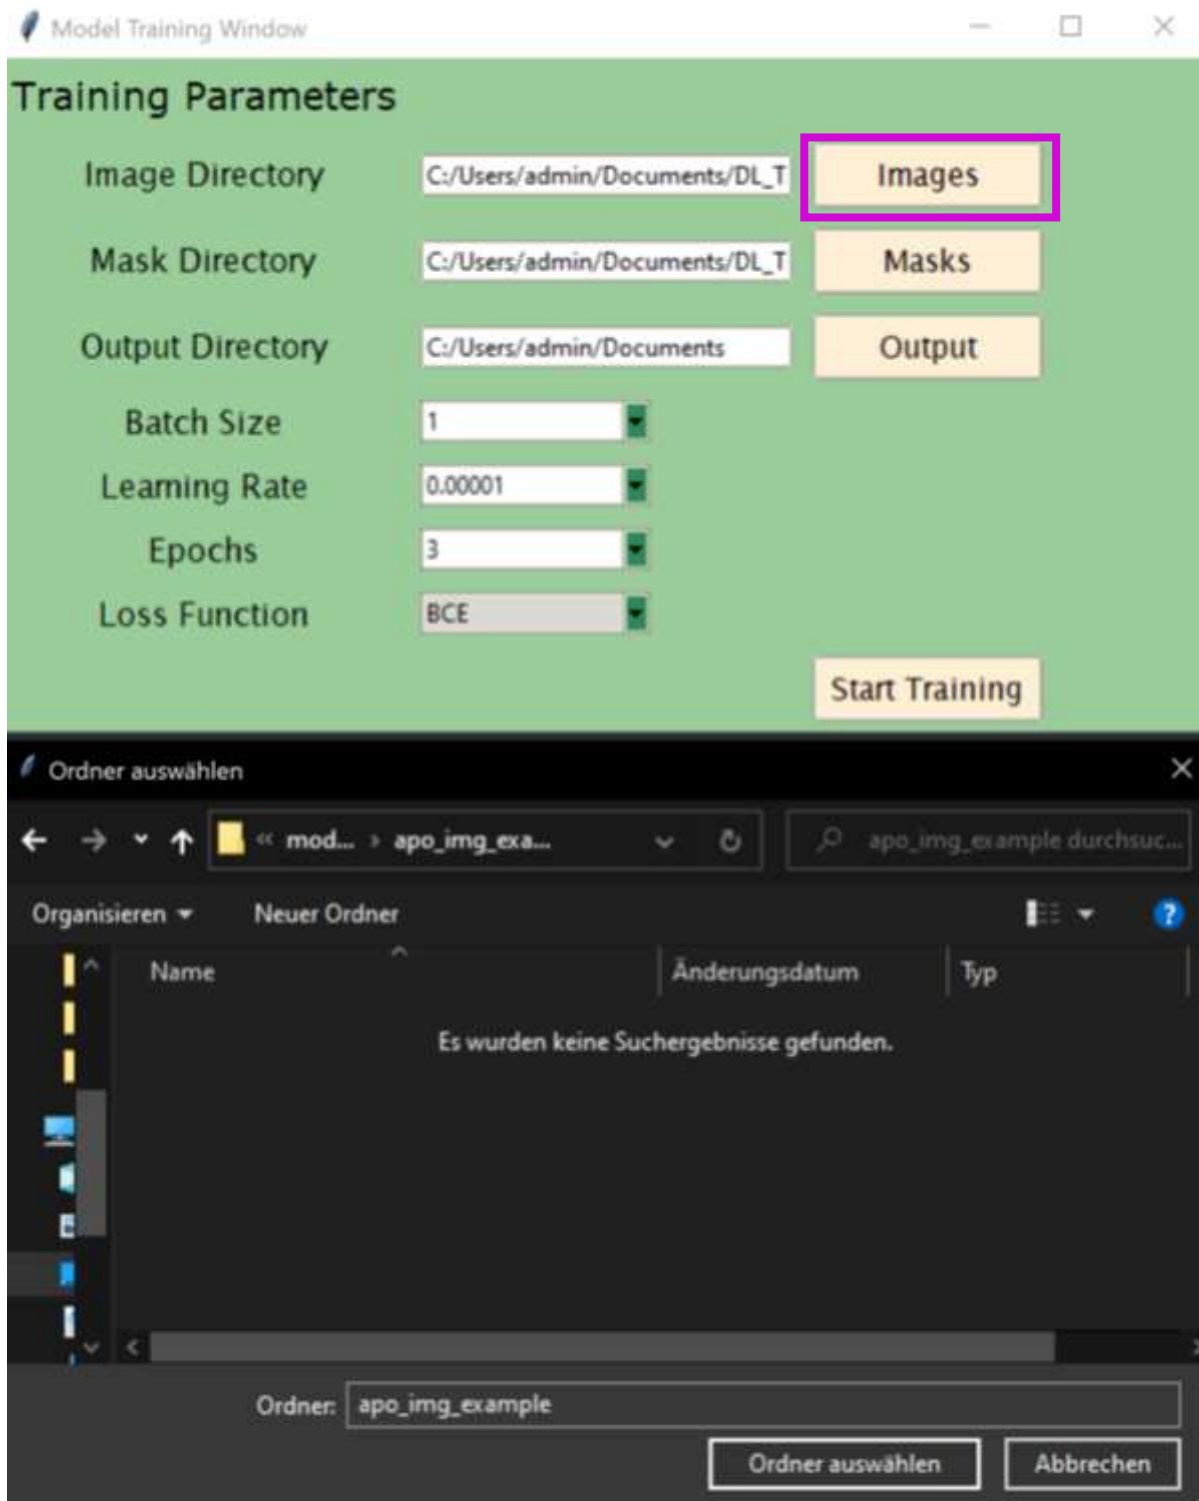 Model Training Window
Training Parameters
Image Directory C:/Users/admin/Documents/DL_T Images
Mask Directory C:/Users/admin/Documents/DL_T Masks
Output Directory C:/Users/admin/Documents Output
Batch Size 1
Learning Rate 0.00001
Epochs 3
Loss Function BCE
Start Training
Ordner auswählen
« mod... › apo_img_exa... apo_img_example durchsuc...
Organisieren Neuer Ordner ?
Name Änderungsdatum Typ
Es wurden keine Suchergebnisse gefunden.
Ordner: apo_img_example
Ordner auswählen Abbrechen